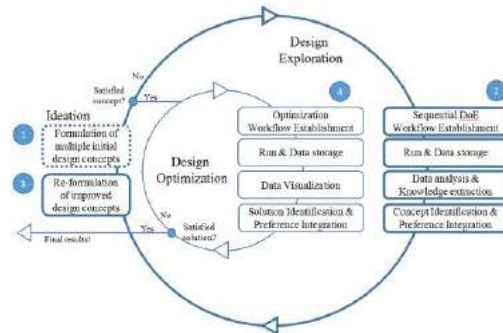 Design
Exploration
No
Satisfied
concept?
Yes
4
2
Ideation
1
Formulation of
multiple initial
design concepts
3
Re-formulation
of improved
design concepts
Design
Optimization
Optimization
Workflow Establishment
Run & Data storage
Data Visualization
Solution Identification &
Preference Integration
Sequential DoE
Workflow Establishment
Run & Data storage
Data analysis &
Knowledge extraction
Concept Identification &
Preference Integration
No
Yes
Satisfied
solution?
Final results!